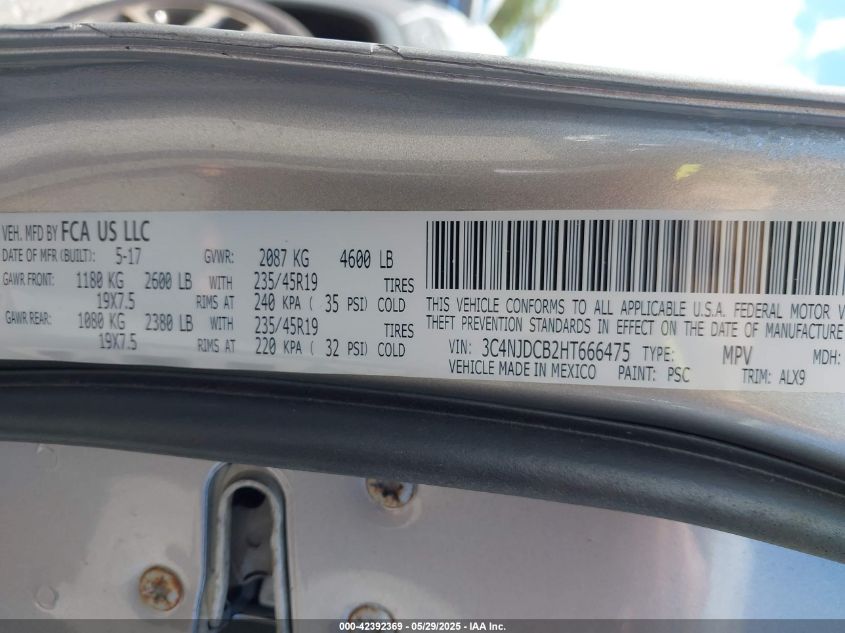 VEH. MFD BY FCA US LLC
DATE OF MFR (BUILT): 5-17 GVWR: 2087 KG 4600 LB
GAWR FRONT: 1180 KG 2600 LB WITH 235/45R19 TIRES
19X7.5 RIMS AT 240 KPA ( 35 PSI) COLD
GAWR REAR: 1080 KG 2380 LB WITH 235/45R19 TIRES
19X7.5 RIMS AT 220 KPA ( 32 PSI) COLD
THIS VEHICLE CONFORMS TO ALL APPLICABLE U.S.A. FEDERAL MOTOR V
THEFT PREVENTION STANDARDS IN EFFECT ON THE DATE OF MANUFACTURE
VIN: 3C4NJDCB2HT666475 TYPE: MPV MDH:
VEHICLE MADE IN MEXICO PAINT: PSC TRIM: ALX9
000-42392369 - 05/29/2025 - IAA Inc.